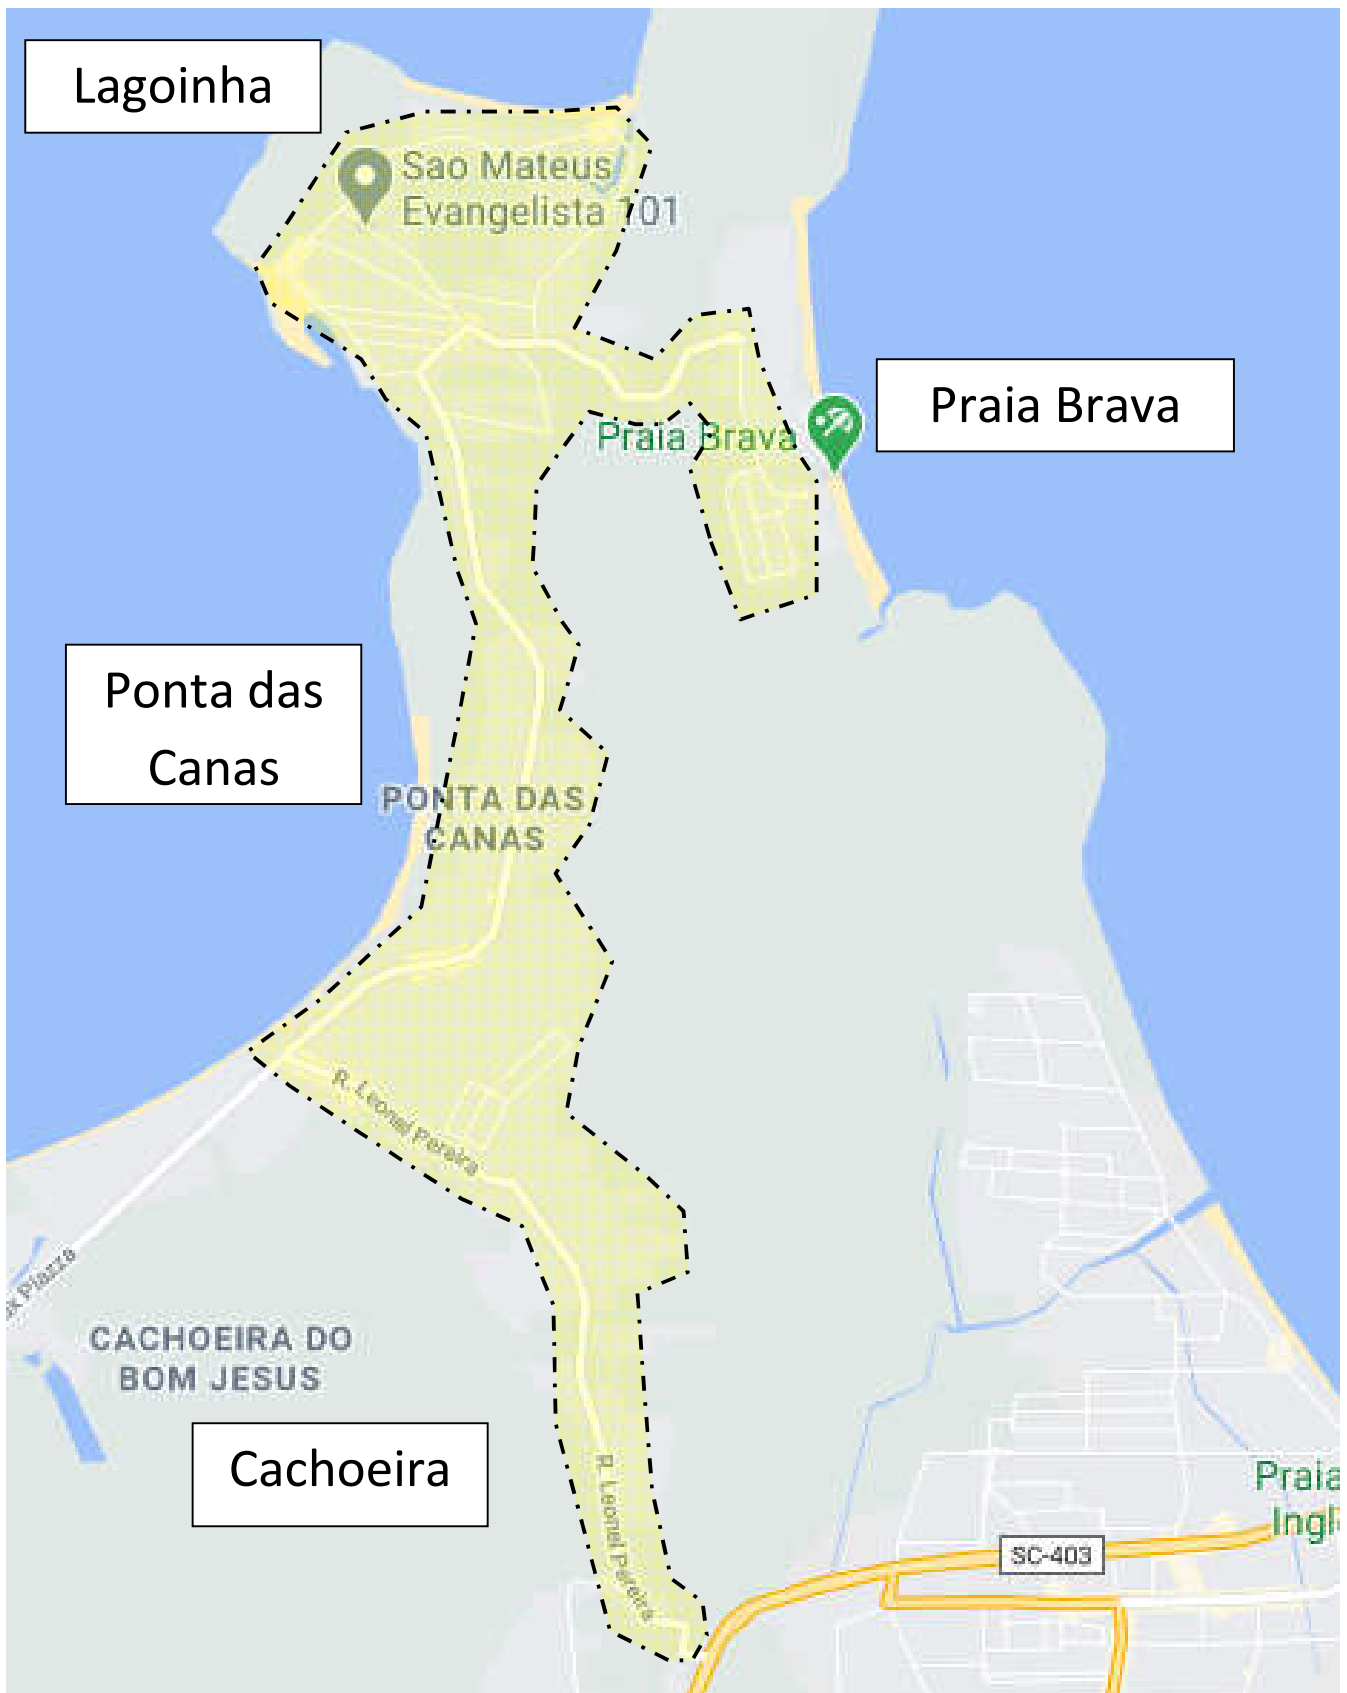 Lagoinha
Sao Mateus
Evangelista 101
Praia Brava
Praia Brava
Ponta das
Canas
PONTA DAS
CANAS
R. Leonel Pereira
Piazza
CACHOEIRA DO
BOM JESUS
Cachoeira
R. Leonel Pereira
Praia
Ingl
SC-403